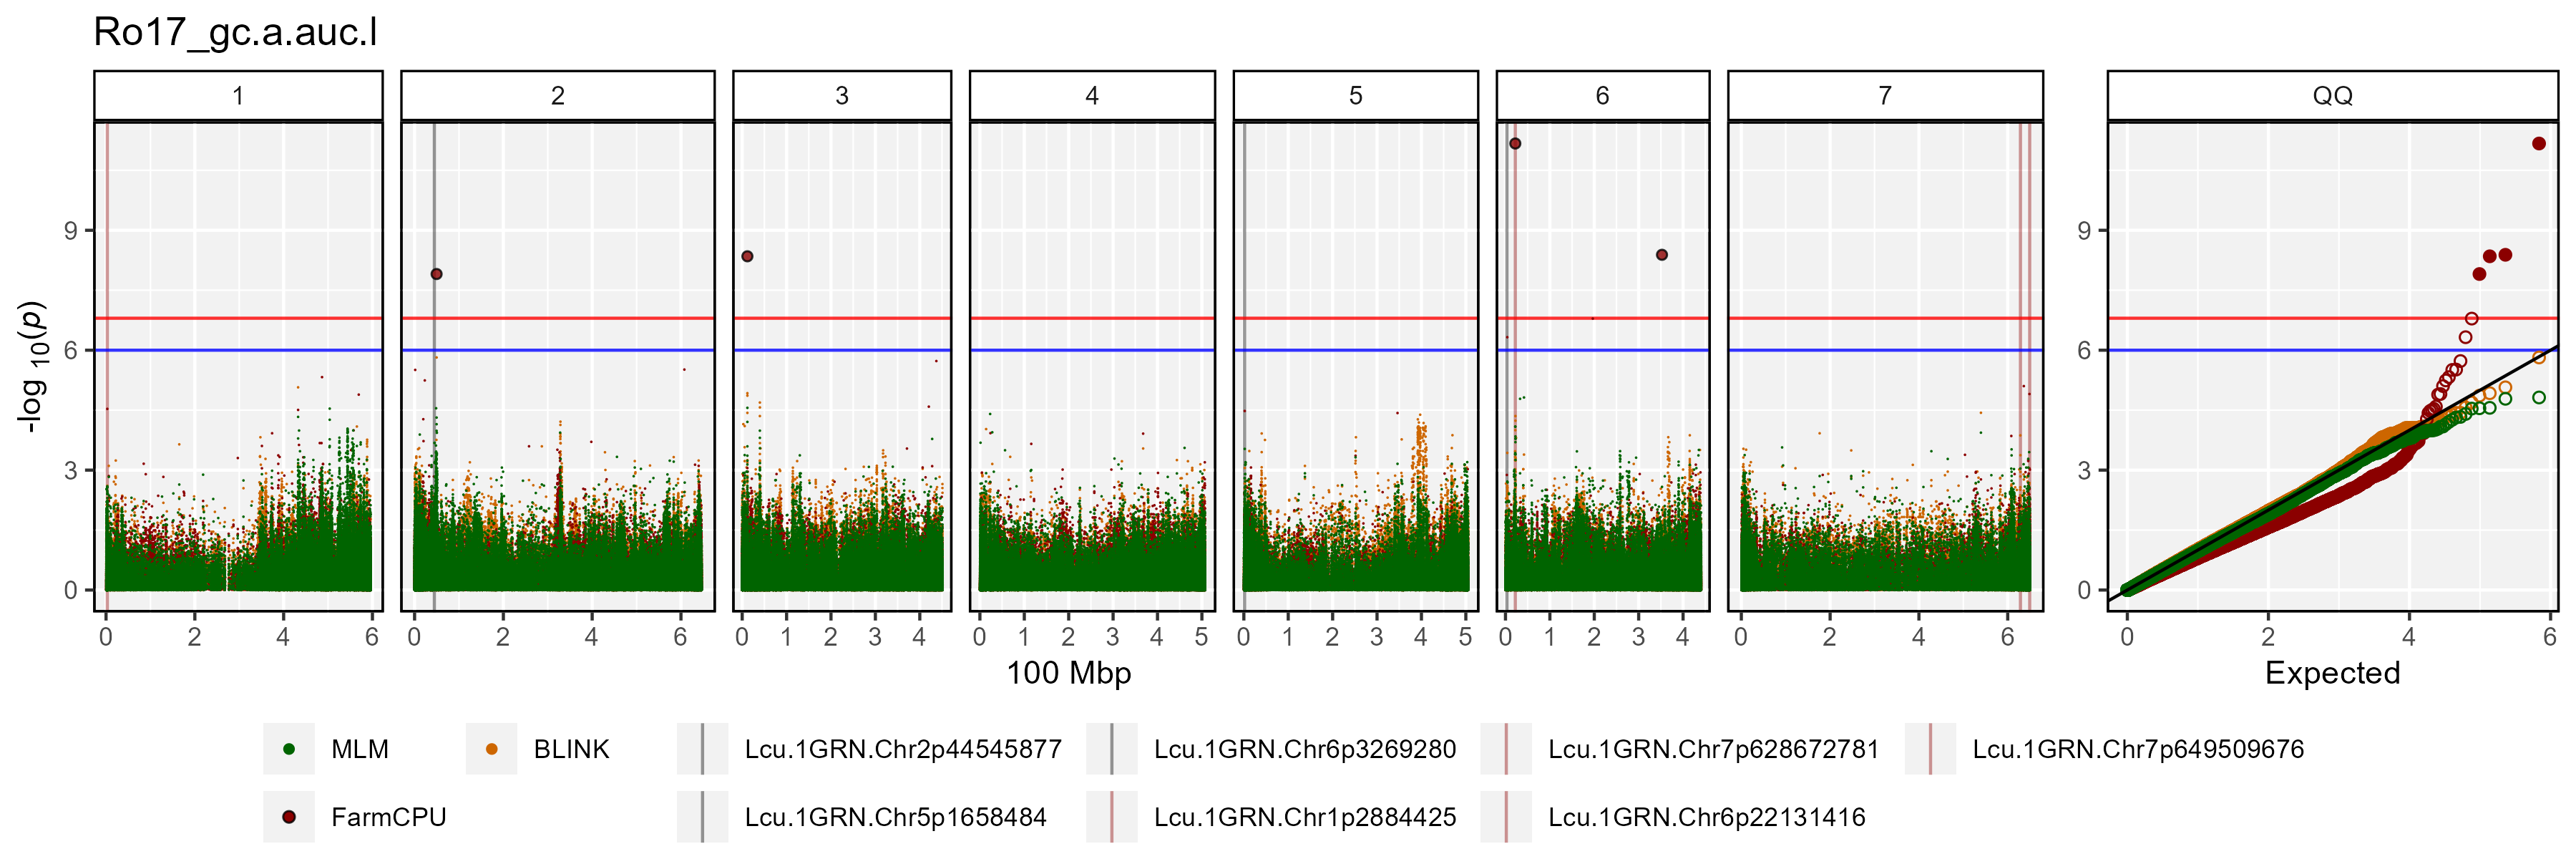 Ro17_gc.a.auc.l
1 2 3 4 5 6 7 QQ
-log 10(p)
9 9
6 6
3 3
0 0
0 2 4 6 0 2 4 6 0 1 2 3 4 0 1 2 3 4 5 0 1 2 3 4 5 0 1 2 3 4 0 2 4 6 0 2 4 6
100 Mbp Expected
MLM BLINK Lcu.1GRN.Chr2p44545877 Lcu.1GRN.Chr6p3269280 Lcu.1GRN.Chr7p628672781 Lcu.1GRN.Chr7p649509676
FarmCPU Lcu.1GRN.Chr5p1658484 Lcu.1GRN.Chr1p2884425 Lcu.1GRN.Chr6p22131416